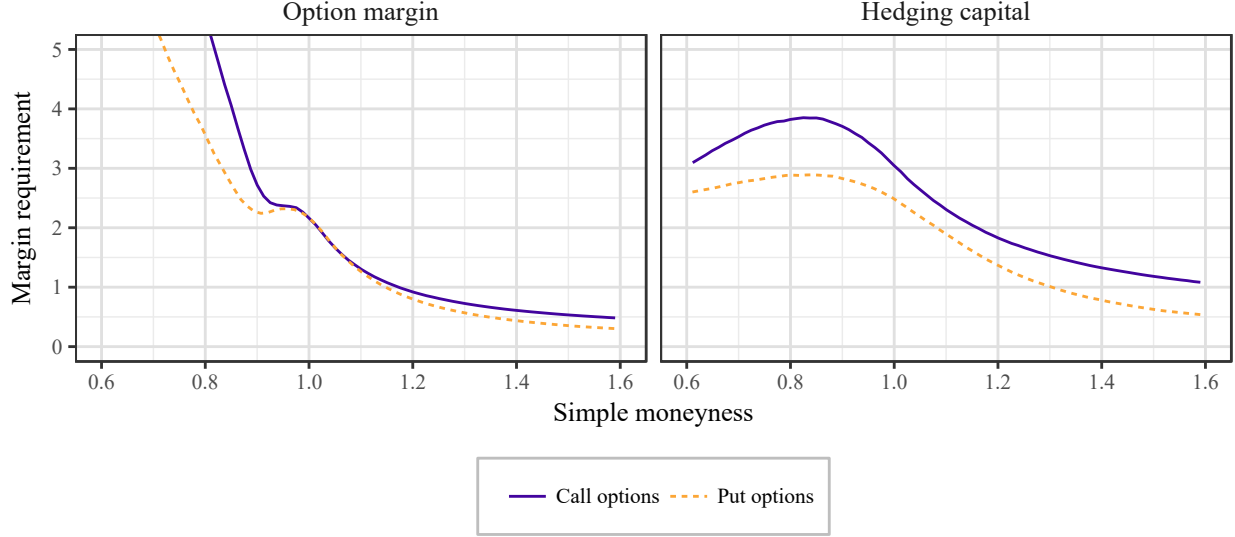 Option margin
Hedging capital
Margin requirement
5
4
3
2
1
0
0.6 0.8 1.0 1.2 1.4 1.6
0.6 0.8 1.0 1.2 1.4 1.6
Simple moneyness
Call options Put options